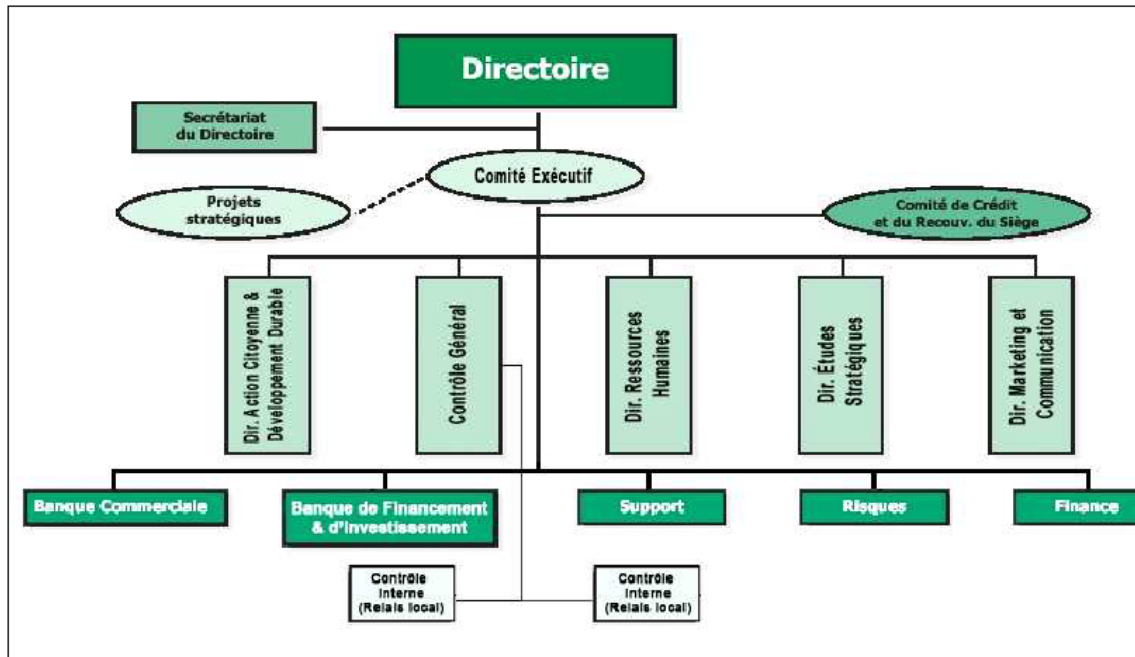 Directoire
Secrétariat
du Directoire
Comité Exécutif
Projets
stratégiques
Comité de Crédit
et du Recouv. du Siège
Dir. Action Citoyenne &
Développement Durable
Contrôle Général
Dir. Ressources
Humaines
Dir. Études
Stratégiques
Dir. Marketing et
Communication
Banque Commerciale
Banque de Financement
& d'Investissement
Support
Risques
Finance
Contrôle
Interne
(Relais local)
Contrôle
Interne
(Relais local)